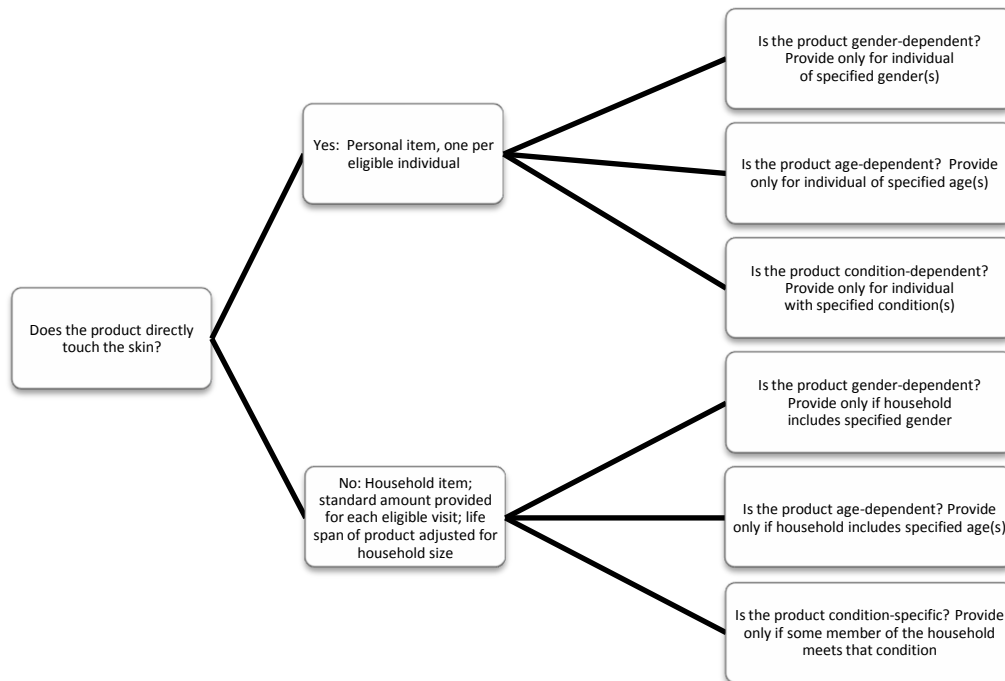 Does the product directly
touch the skin?
Yes:  Personal item, one per
eligible individual
Is the product gender-dependent?
Provide only for individual
of specified gender(s)
Is the product age-dependent?  Provide
only for individual of specified age(s)
Is the product condition-dependent?
Provide only for individual
with specified condition(s)
No: Household item;
standard amount provided
for each eligible visit; life
span of product adjusted for
household size
Is the product gender-dependent?
Provide only if household
includes specified gender
Is the product age-dependent? Provide
only if household includes specified age(s)
Is the product condition-specific? Provide
only if some member of the household
meets that condition